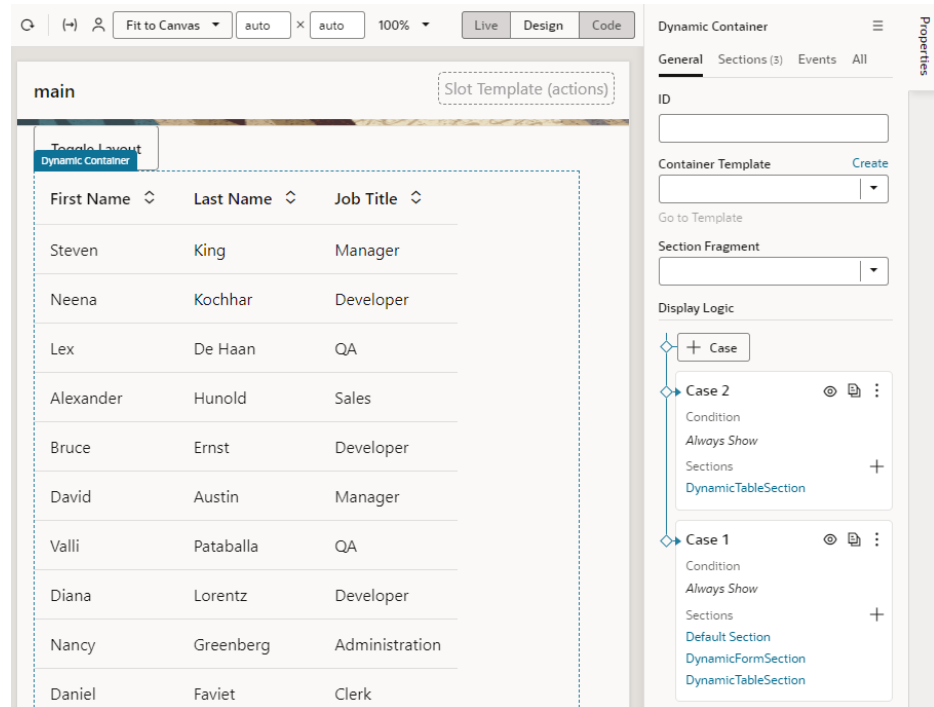 Fit to Canvas auto × auto 100% Live Design Code
main
Slot Template (actions)
Toggle Layout
Dynamic Container
First Name Last Name Job Title
Steven King Manager
Neena Kochhar Developer
Lex De Haan QA
Alexander Hunold Sales
Bruce Ernst Developer
David Austin Manager
Valli Pataballa QA
Diana Lorentz Developer
Nancy Greenberg Administration
Daniel Faviet Clerk
Dynamic Container
General Sections (3) Events All
ID
Container Template Create
Go to Template
Section Fragment
Display Logic
+ Case
Case 2
Condition
Always Show
Sections
DynamicTableSection
Case 1
Condition
Always Show
Sections
Default Section
DynamicFormSection
DynamicTableSection
Properties